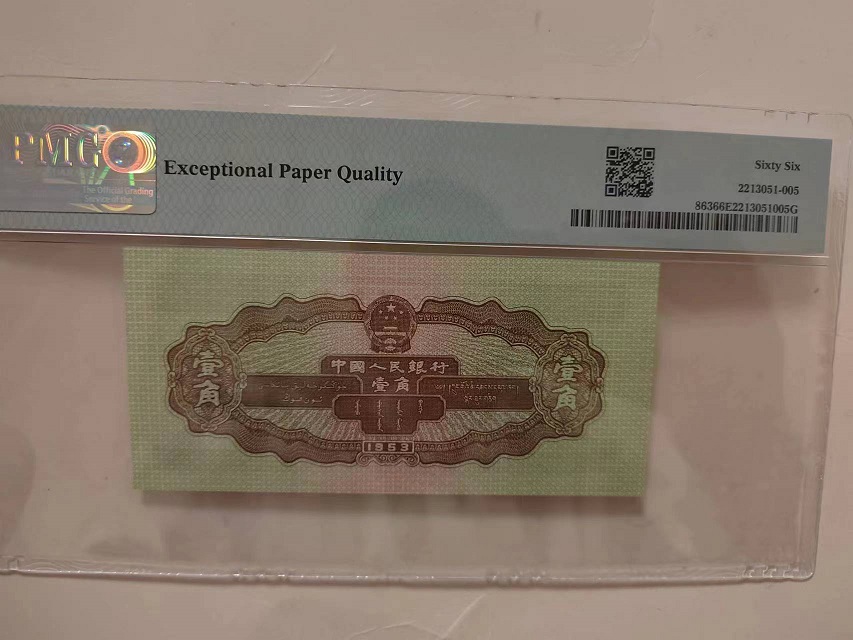 PMG
The Official Grading
Service of the
Exceptional Paper Quality
Sixty Six
2213051-005
86366E2213051005G
中國人民銀行
壹角
壹角
壹角
1953